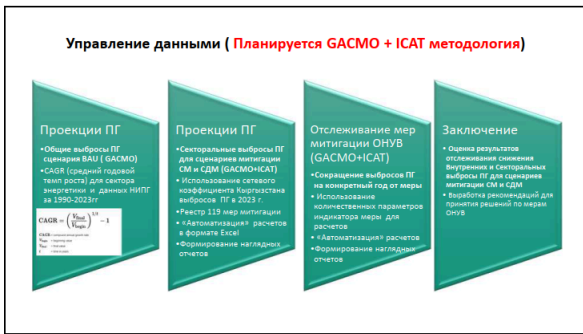 Управление данными ( Планируется GACMO + ICAT методология)
Проекции ПГ
•Общие выбросы ПГ
сценария BAU ( GACMO)
•CAGR (средний годовой
темп роста) для сектора
энергетики и данных НИПГ
за 1990-2023гг
CAGR = (Vfinal/Vbegin)^1/t − 1
Проекции ПГ
•Секторальные выбросы ПГ
для сценариев митигации
СМ и СДМ (GACMO+ICAT)
•Использование сетевого
коэффициента Кыргызстана
выбросов ПГ в 2023 г.
•Реестр 119 мер митигации
•«Автоматизация» расчетов
в формате Excel
•Формирование наглядных
отчетов
Отслеживание мер
митигации ОНУВ
(GACMO+ICAT)
•Сокращение выбросов
ПГ на конкретный год от меры
•Использование
количественных параметров
индикатора меры для
расчетов
•«Автоматизация» расчетов
•Формирование наглядных
отчетов
Заключение
•Оценка результатов
отслеживания снижения
внутренних и Секторальных
выбросы ПГ для сценариев
митигации СМ и СДМ
•Выработка рекомендаций для
принятия решений по мерам
ОНУВ